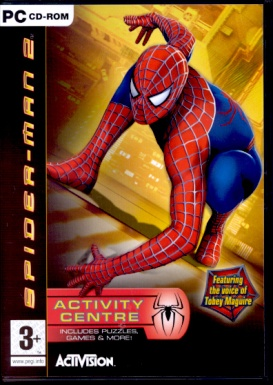 PC CD-ROM
SPIDER-MAN 2
Featuring
the voice of
Tobey Maguire
ACTIVITY
CENTRE
INCLUDES PUZZLES,
GAMES & MORE!
3+
www.pegi.info
ACTIVISION.